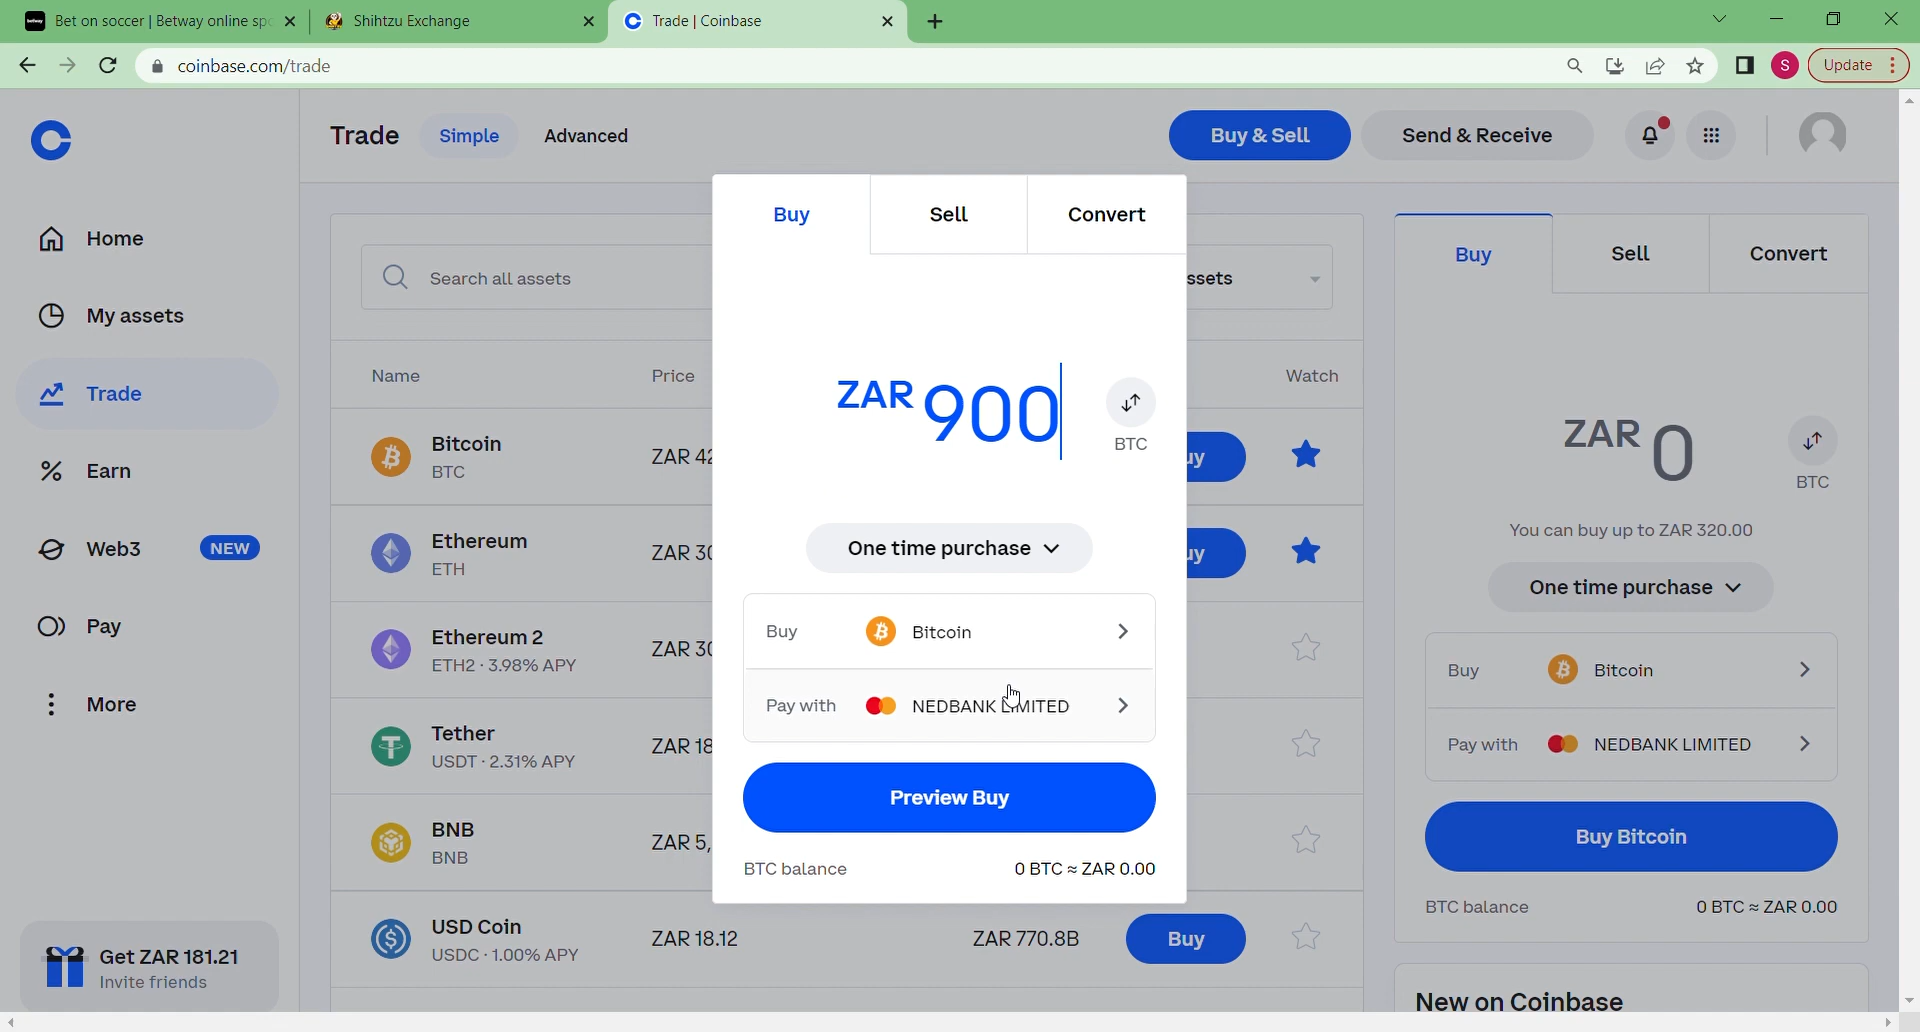 Bet on soccer | Betway online sp
Shihtzu Exchange
Trade | Coinbase
coinbase.com/trade
S
Update
Trade
Simple
Advanced
Buy & Sell
Send & Receive
Home
My assets
Trade
Earn
Web3
NEW
Pay
More
Get ZAR 181.21
Invite friends
Search all assets
ssets
Name
Price
Watch
Bitcoin
BTC
ZAR 42
uy
Ethereum
ETH
ZAR 30
uy
Ethereum 2
ETH2 · 3.98% APY
ZAR 30
Tether
USDT · 2.31% APY
ZAR 18
BNB
BNB
ZAR 5,
USD Coin
USDC · 1.00% APY
ZAR 18.12
ZAR 770.8B
Buy
Buy
Sell
Convert
ZAR 900
BTC
One time purchase
Buy
Bitcoin
Pay with
NEDBANK LIMITED
Preview Buy
BTC balance
0 BTC ≈ ZAR 0.00
Buy
Sell
Convert
ZAR 0
BTC
You can buy up to ZAR 320.00
One time purchase
Buy
Bitcoin
Pay with
NEDBANK LIMITED
Buy Bitcoin
BTC balance
0 BTC ≈ ZAR 0.00
New on Coinbase